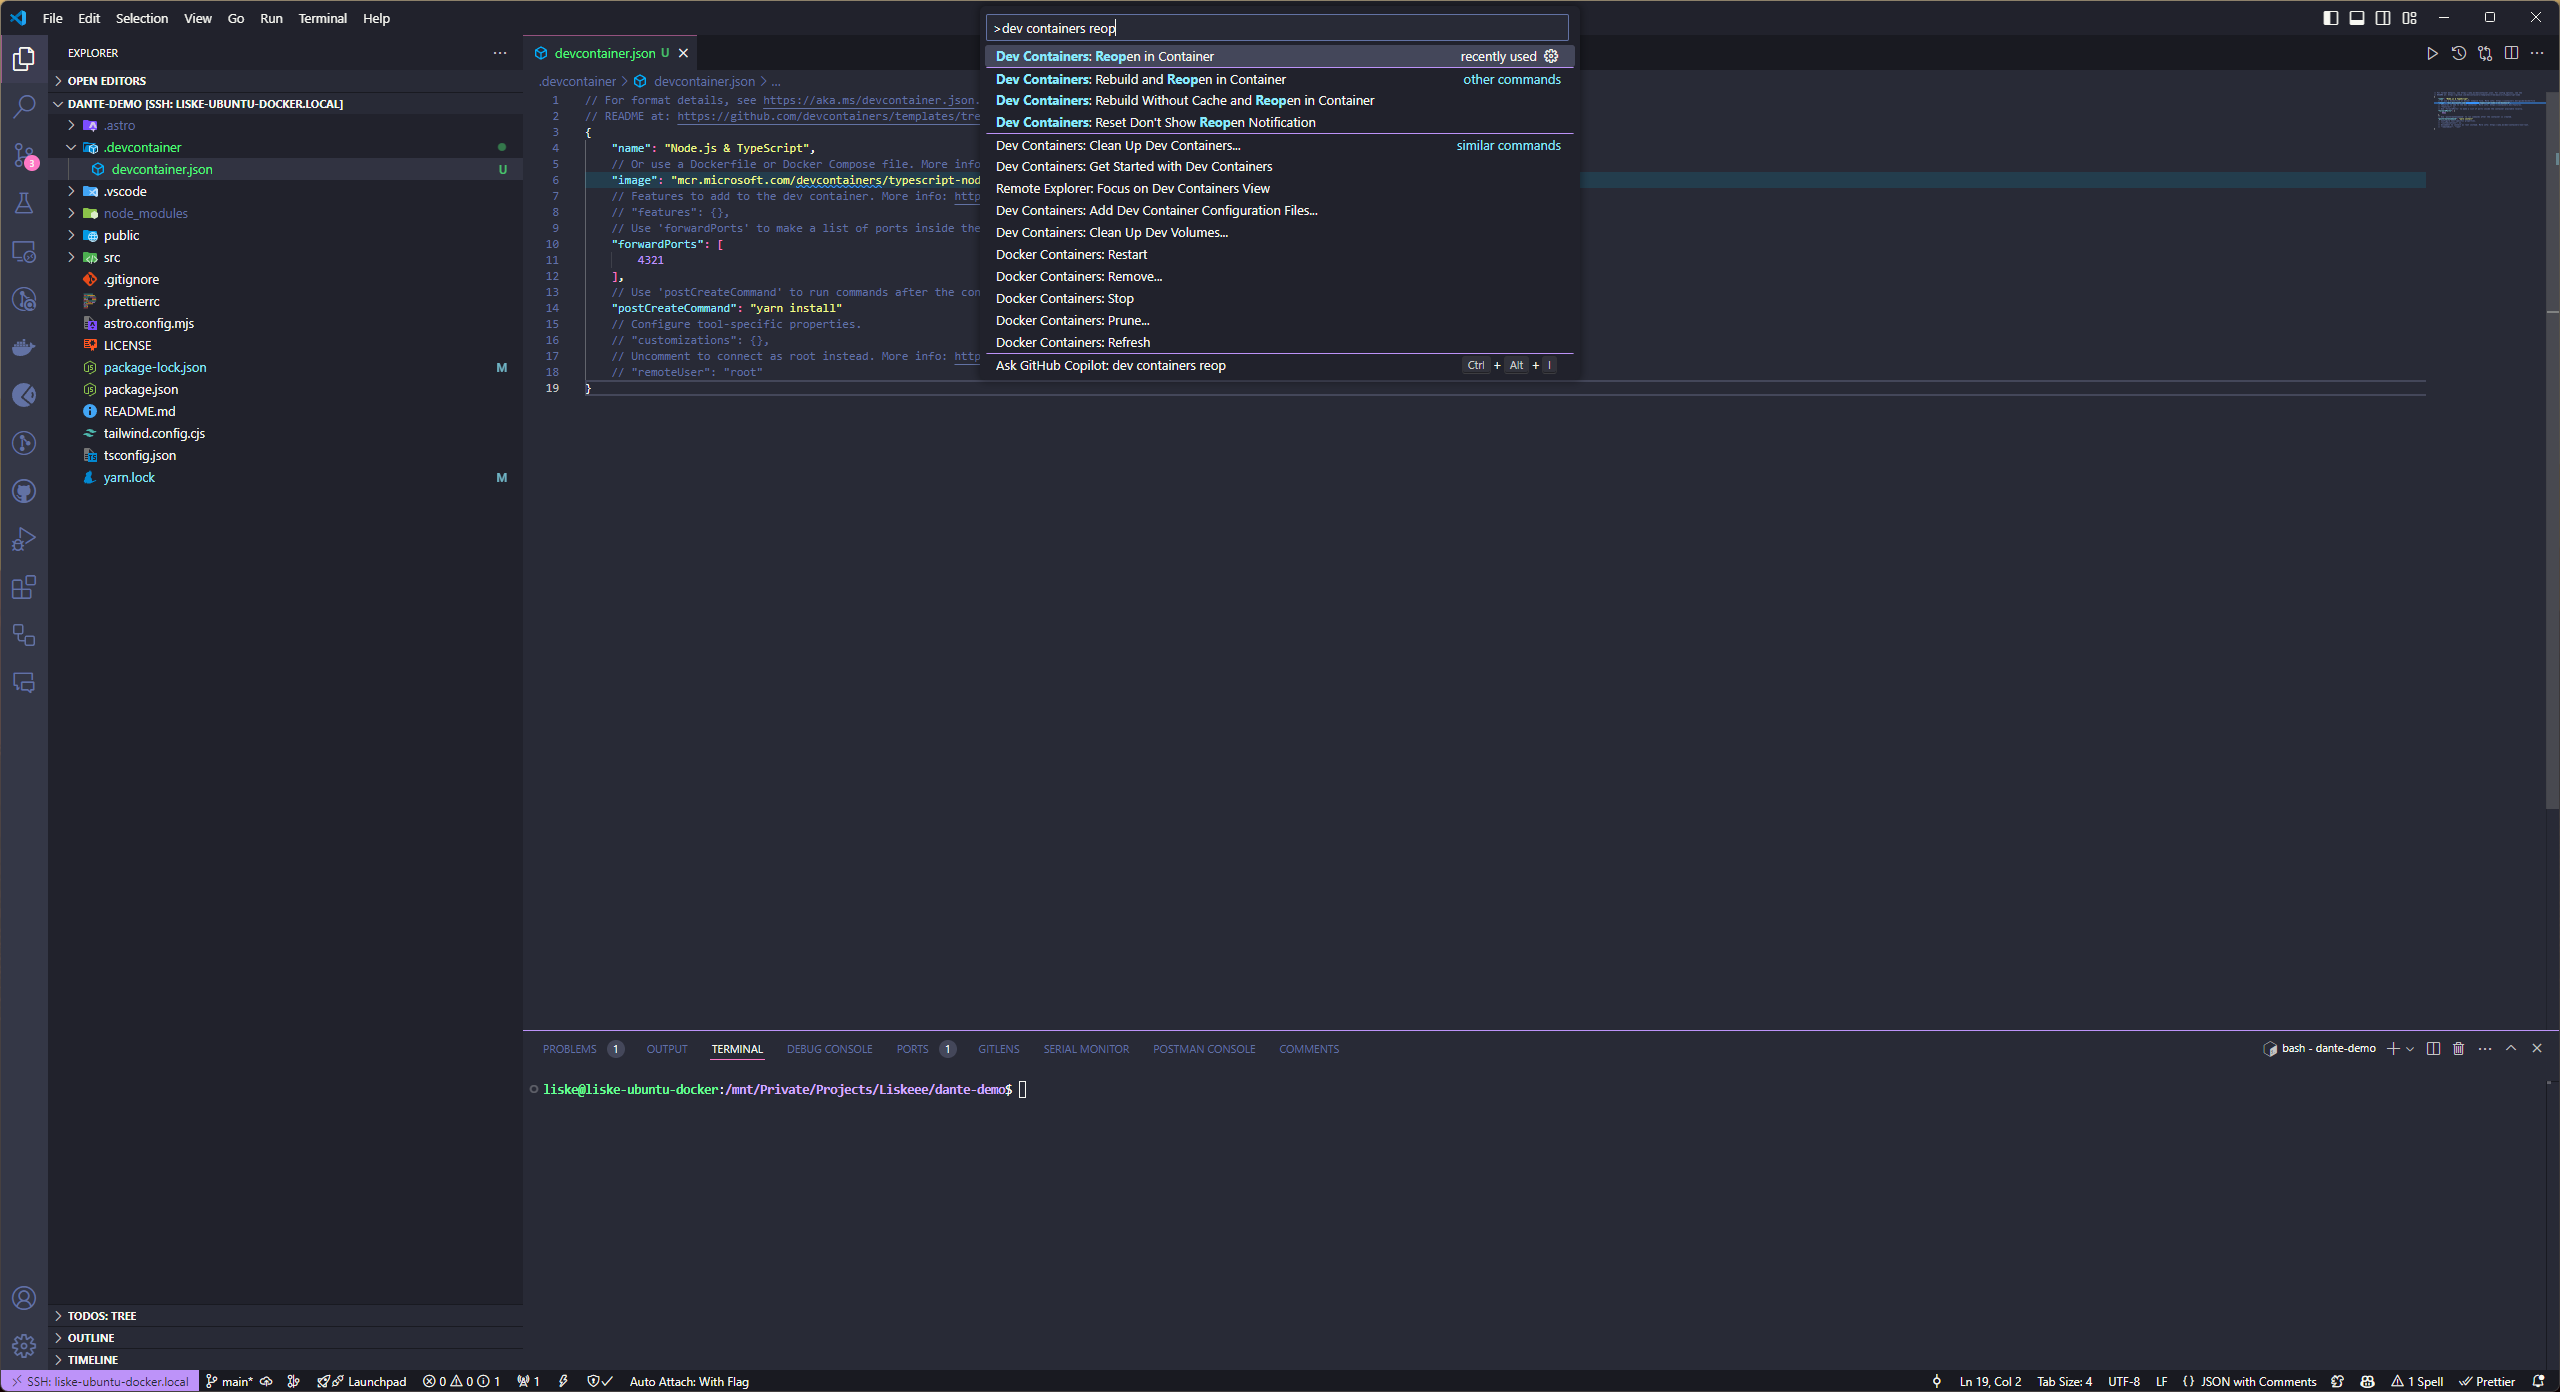 File Edit Selection View Go Run Terminal Help
>dev containers reop
Dev Containers: Reopen in Container recently used
Dev Containers: Rebuild and Reopen in Container other commands
Dev Containers: Rebuild Without Cache and Reopen in Container
Dev Containers: Reset Don't Show Reopen Notification
Dev Containers: Clean Up Dev Containers... similar commands
Dev Containers: Get Started with Dev Containers
Remote Explorer: Focus on Dev Containers View
Dev Containers: Add Dev Container Configuration Files...
Dev Containers: Clean Up Dev Volumes...
Docker Containers: Restart
Docker Containers: Remove...
Docker Containers: Stop
Docker Containers: Prune...
Docker Containers: Refresh
Ask GitHub Copilot: dev containers reop Ctrl + Alt + I
EXPLORER ...
OPEN EDITORS
DANTE-DEMO [SSH: LISKE-UBUNTU-DOCKER.LOCAL]
.astro
.devcontainer
devcontainer.json U
.vscode
node_modules
public
src
.gitignore
.prettierrc
astro.config.mjs
LICENSE
package-lock.json M
package.json
README.md
tailwind.config.cjs
tsconfig.json
yarn.lock M
3
TODOS: TREE
OUTLINE
TIMELINE
devcontainer.json U
.devcontainer > devcontainer.json > ...
1 // For format details, see https://aka.ms/devcontainer.json.
2 // README at: https://github.com/devcontainers/templates/tre
3 {
4 "name": "Node.js & TypeScript",
5 // Or use a Dockerfile or Docker Compose file. More info
6 "image": "mcr.microsoft.com/devcontainers/typescript-nod
7 // Features to add to the dev container. More info: htt
8 // "features": {},
9 // Use 'forwardPorts' to make a list of ports inside the
10 "forwardPorts": [
11 4321
12 ],
13 // Use 'postCreateCommand' to run commands after the con
14 "postCreateCommand": "yarn install"
15 // Configure tool-specific properties.
16 // "customizations": {},
17 // Uncomment to connect as root instead. More info: htt
18 // "remoteUser": "root"
19 }
PROBLEMS 1 OUTPUT TERMINAL DEBUG CONSOLE PORTS 1 GITLENS SERIAL MONITOR POSTMAN CONSOLE COMMENTS
bash - dante-demo
liske@liske-ubuntu-docker:/mnt/Private/Projects/Liskeee/dante-demo$
SSH: liske-ubuntu-docker.local main* Launchpad 0 0 1 1 Auto Attach: With Flag
Ln 19, Col 2 Tab Size: 4 UTF-8 LF {} JSON with Comments 1 Spell Prettier